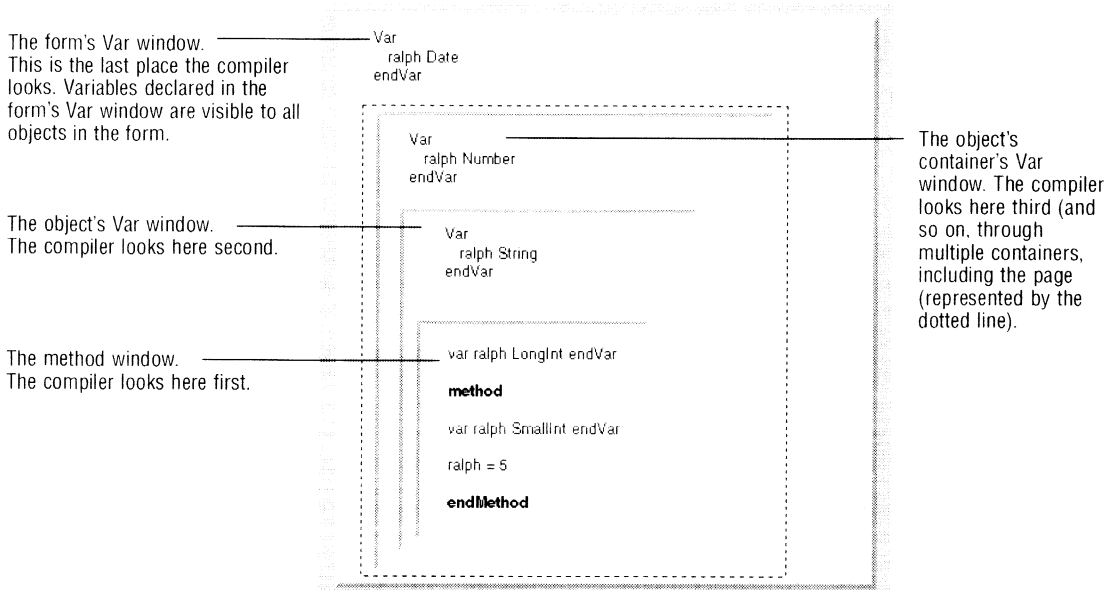 The form's Var window.
This is the last place the compiler
looks. Variables declared in the
form's Var window are visible to all
objects in the form.
Var
ralph Date
endVar
Var
ralph Number
endVar
The object's
container's Var
window. The compiler
looks here third (and
so on, through
multiple containers,
including the page
(represented by the
dotted line).
The object's Var window.
The compiler looks here second.
Var
ralph String
endVar
The method window.
The compiler looks here first.
var ralph LongInt endVar
method
var ralph SmallInt endVar
ralph = 5
endMethod